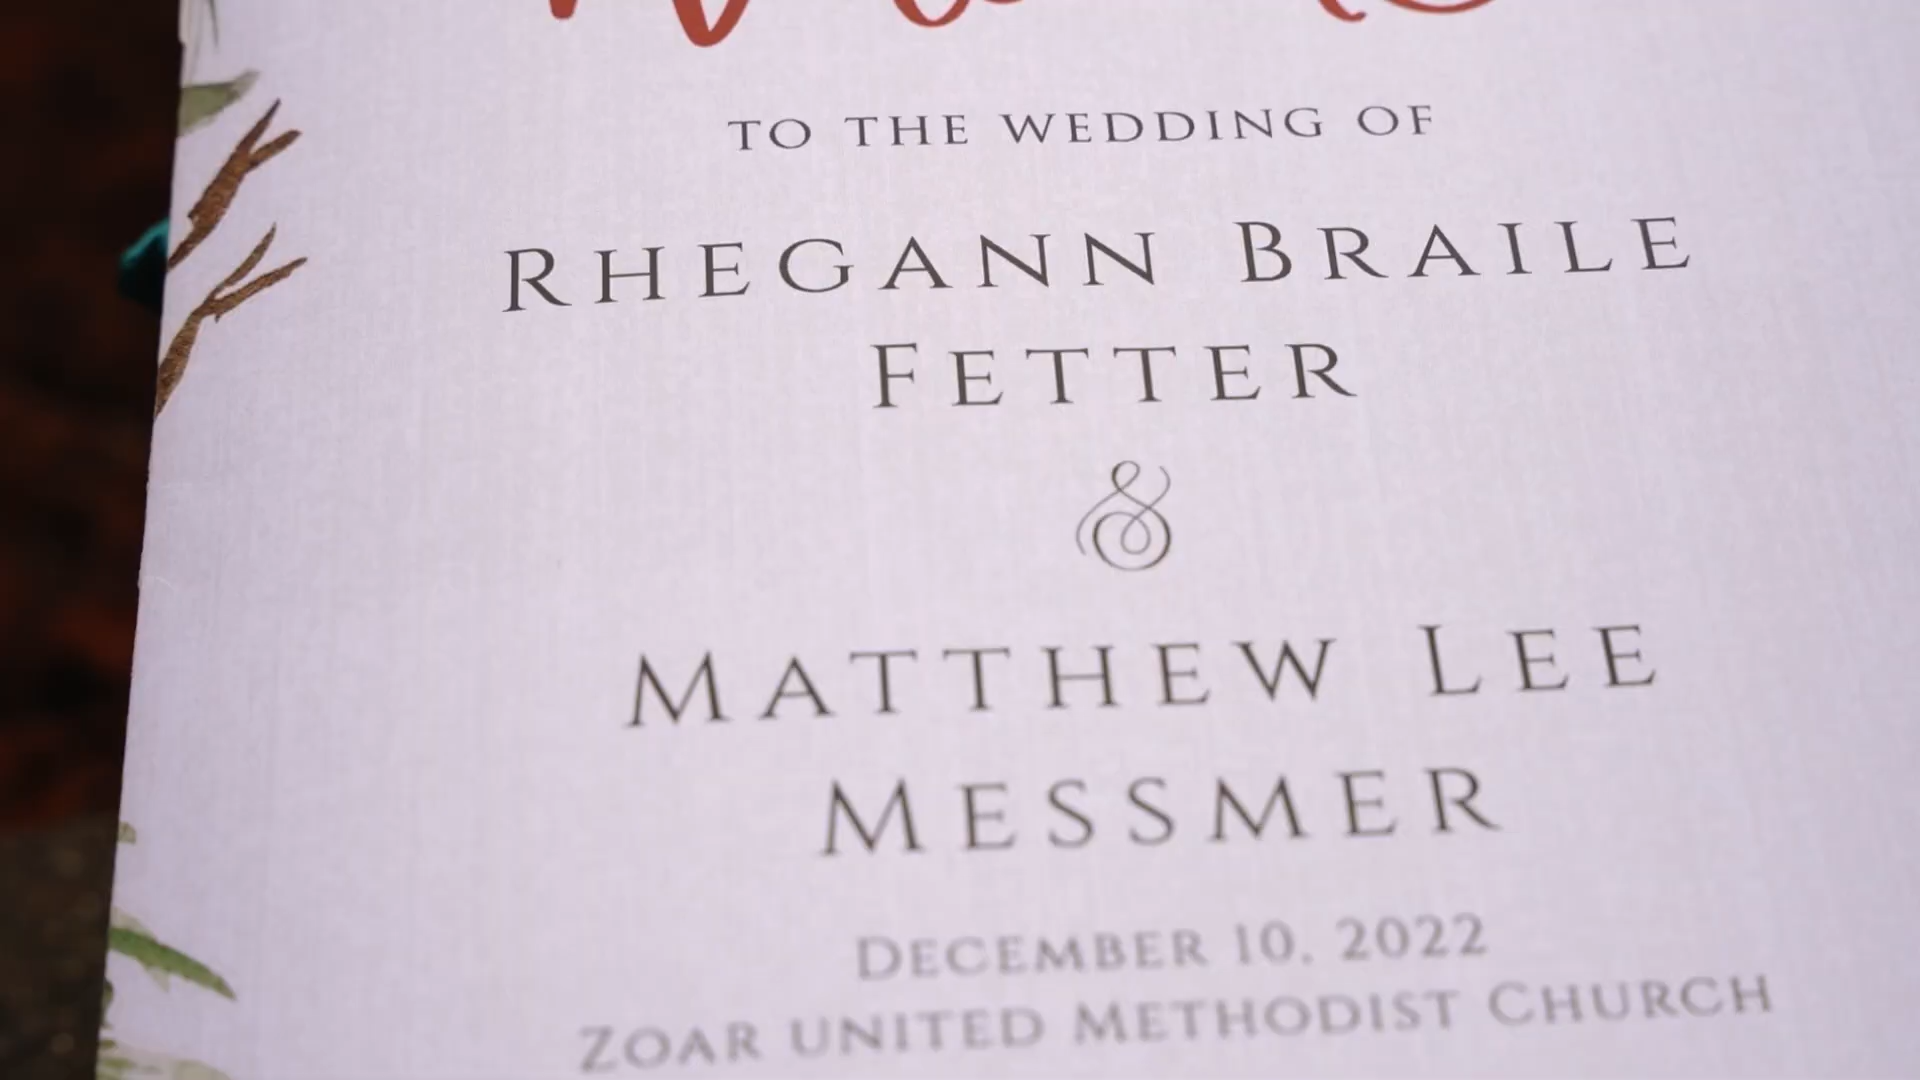 TO THE WEDDING OF
RHEGANN BRAILE
FETTER
&
MATTHEW LEE
MESSMER
DECEMBER 10, 2022
ZOAR UNITED METHODIST CHURCH